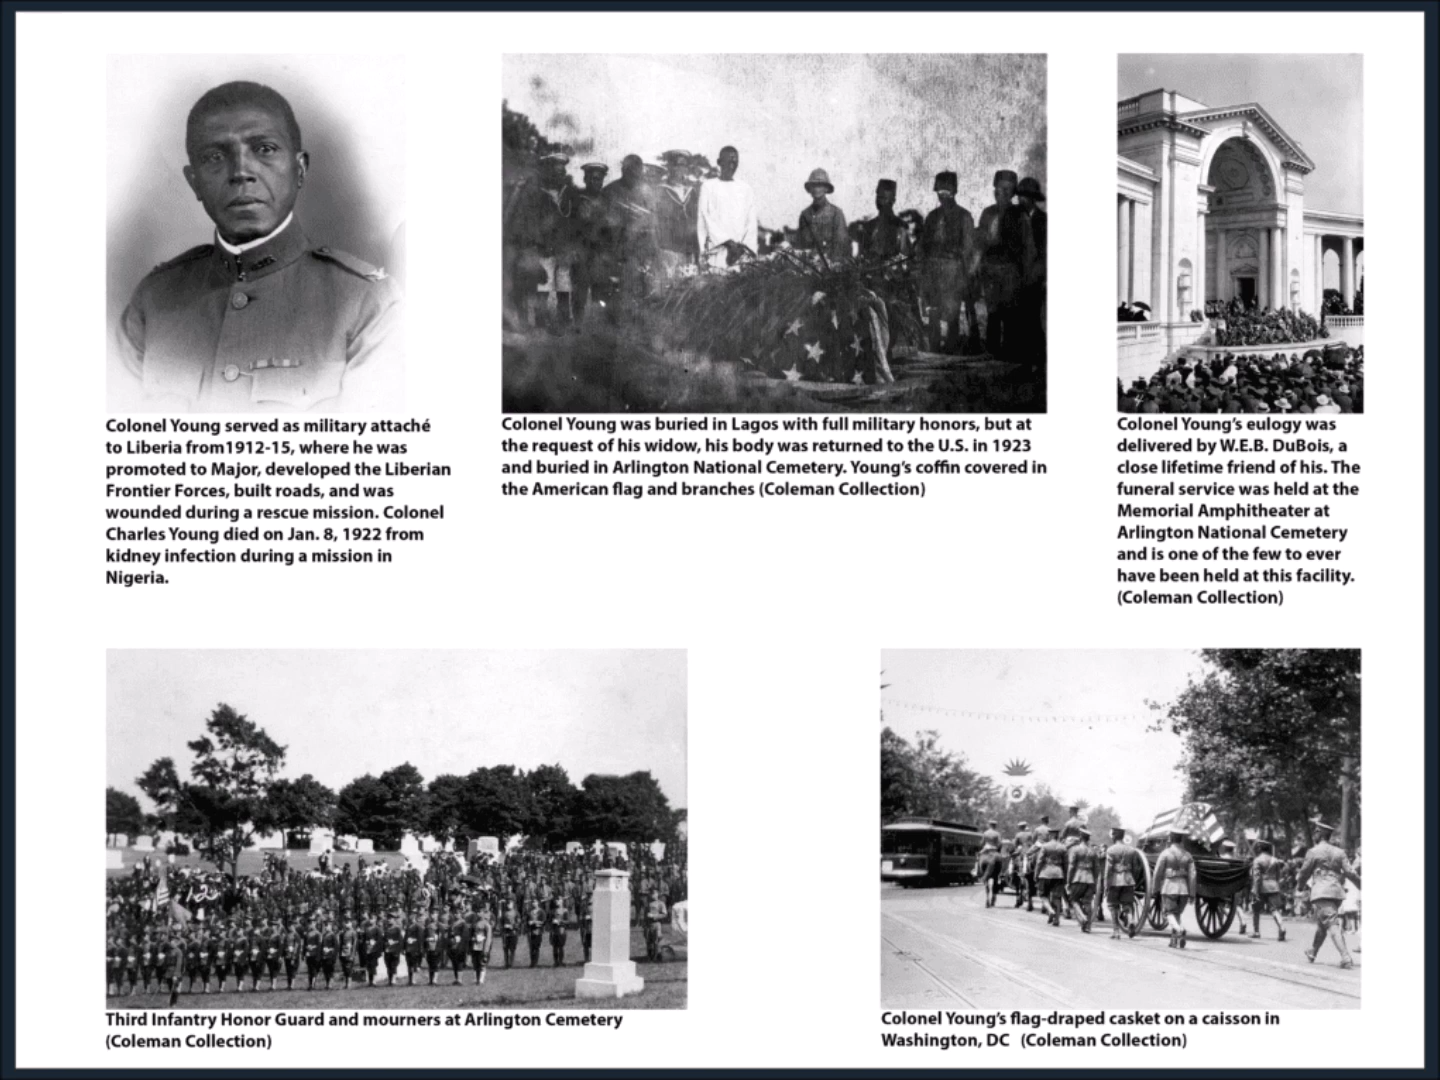 Colonel Young served as military attaché
to Liberia from1912-15, where he was
promoted to Major, developed the Liberian
Frontier Forces, built roads, and was
wounded during a rescue mission. Colonel
Charles Young died on Jan. 8, 1922 from
kidney infection during a mission in
Nigeria.
Colonel Young was buried in Lagos with full military honors, but at
the request of his widow, his body was returned to the U.S. in 1923
and buried in Arlington National Cemetery. Young's coffin covered in
the American flag and branches (Coleman Collection)
Colonel Young's eulogy was
delivered by W.E.B. DuBois, a
close lifetime friend of his. The
funeral service was held at the
Memorial Amphitheater at
Arlington National Cemetery
and is one of the few to ever
have been held at this facility.
(Coleman Collection)
Third Infantry Honor Guard and mourners at Arlington Cemetery
(Coleman Collection)
Colonel Young's flag-draped casket on a caisson in
Washington, DC (Coleman Collection)